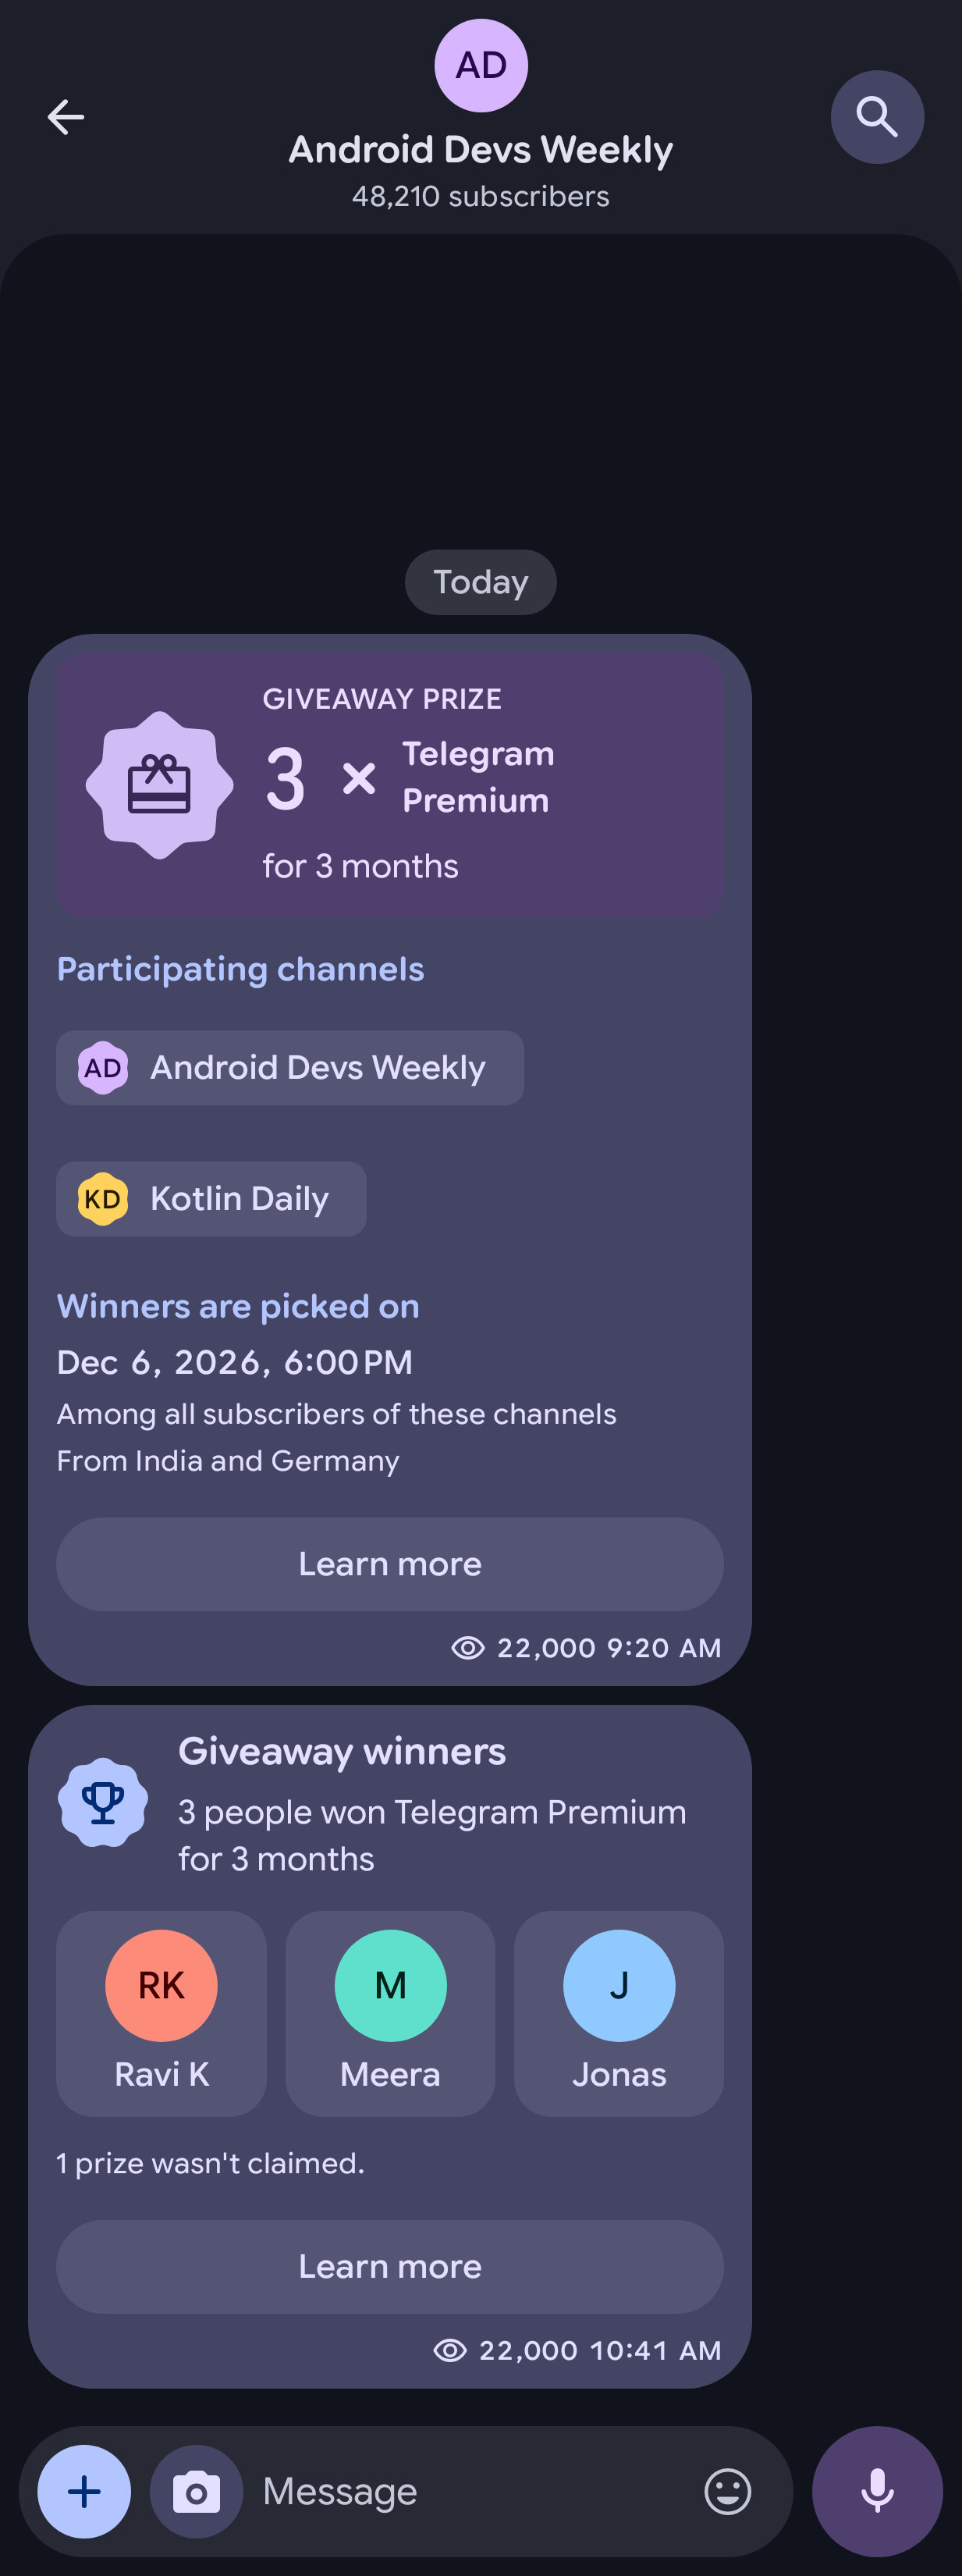 AD
Android Devs Weekly
48,210 subscribers
Today
GIVEAWAY PRIZE
3 × Telegram
Premium
for 3 months
Participating channels
AD Android Devs Weekly
KD Kotlin Daily
Winners are picked on
Dec 6, 2026, 6:00 PM
Among all subscribers of these channels
From India and Germany
Learn more
22,000 9:20 AM
Giveaway winners
3 people won Telegram Premium
for 3 months
RK M J
Ravi K Meera Jonas
1 prize wasn't claimed.
Learn more
22,000 10:41 AM
Message